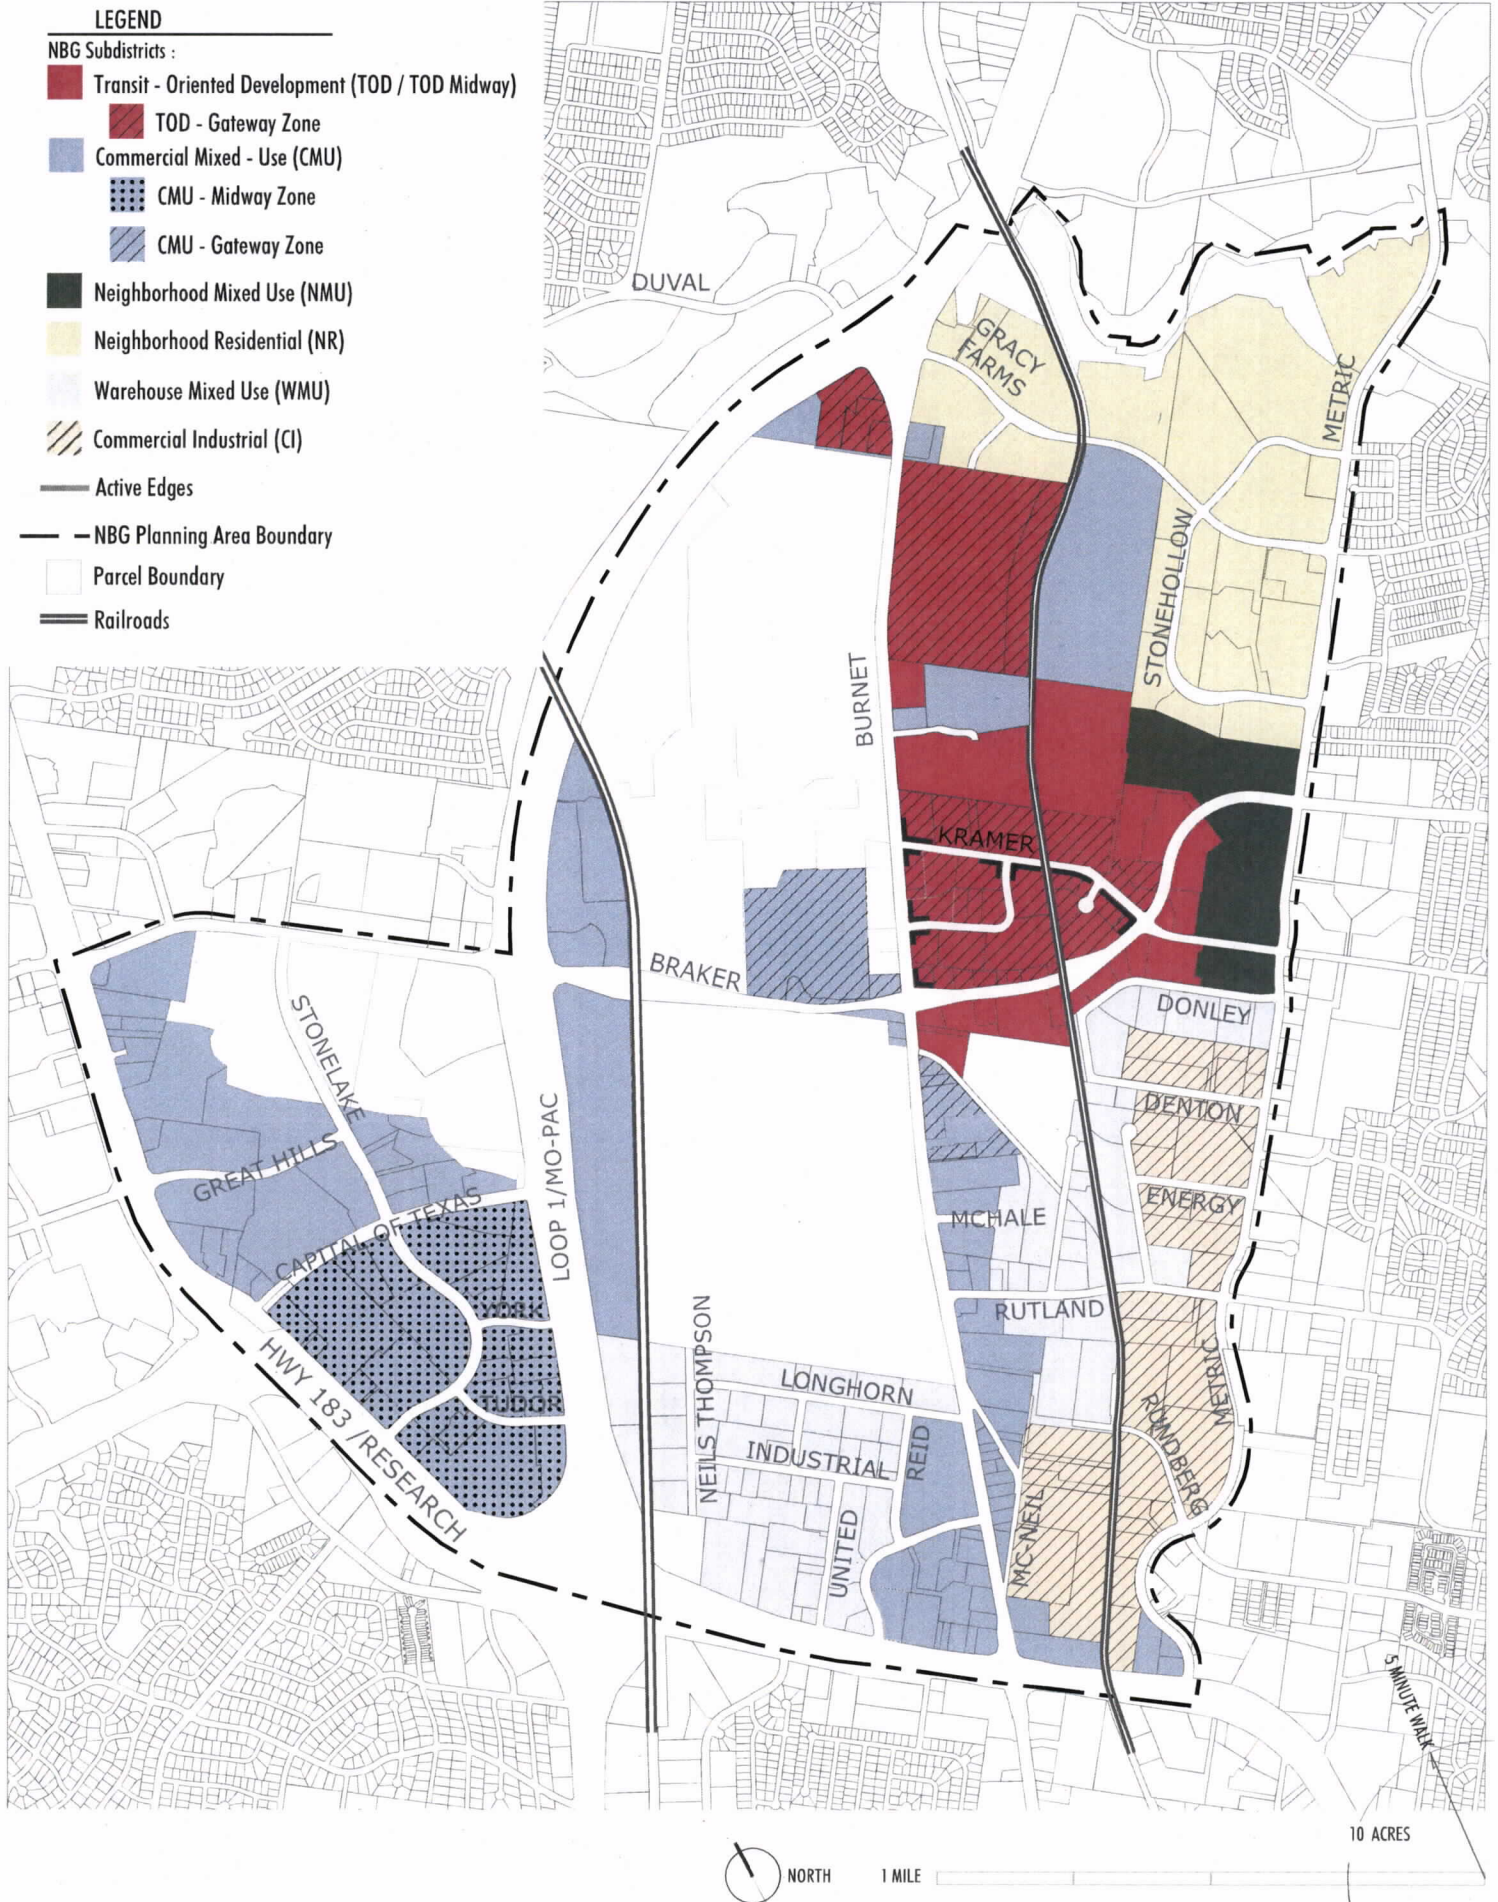 LEGEND
NBG Subdistricts :
Transit - Oriented Development (TOD / TOD Midway)
TOD - Gateway Zone
Commercial Mixed - Use (CMU)
CMU - Midway Zone
CMU - Gateway Zone
Neighborhood Mixed Use (NMU)
Neighborhood Residential (NR)
Warehouse Mixed Use (WMU)
Commercial Industrial (CI)
Active Edges
NBG Planning Area Boundary
Parcel Boundary
Railroads
DUVAL
GRACY
FARMS
METRIC
STONEHOLLOW
BURNET
KRAMER
BRAKER
DONLEY
STONELAKE
DENTON
GREAT HILLS
LOOP 1/MO-PAC
ENERGY
CAPITAL OF TEXAS
MCHALE
YORK
RUTLAND
HWY 183 /RESEARCH
NEILS THOMPSON
LONGHORN
METRIC
TUDOR
RUNDBERG
REID
INDUSTRIAL
MC-NEIL
UNITED
5 MINUTE WALK
10 ACRES
NORTH
1 MILE